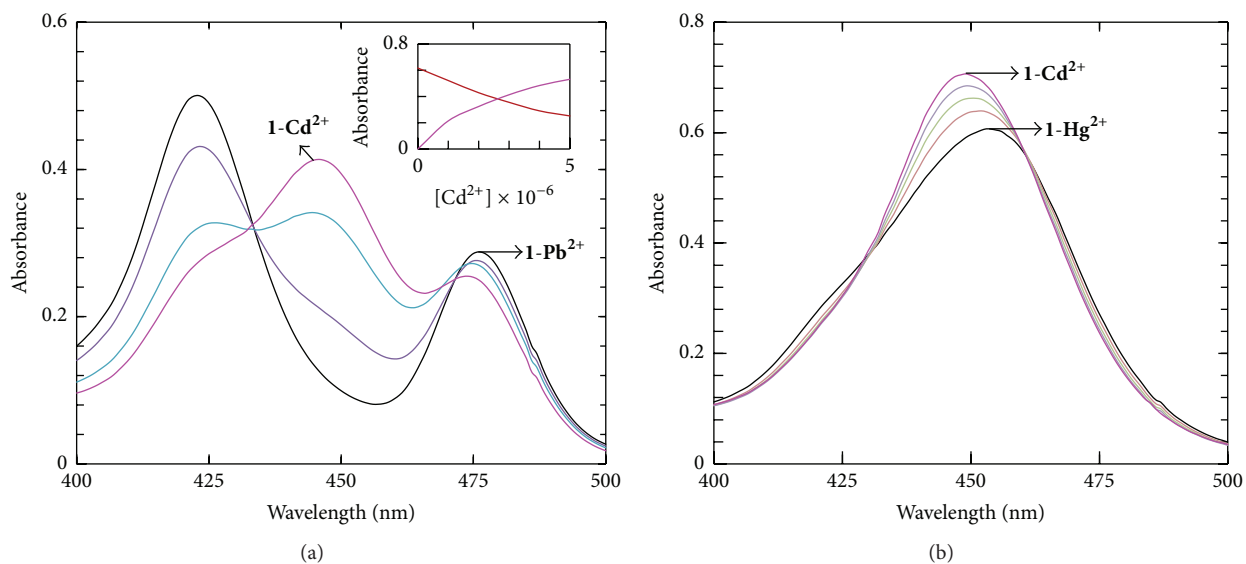 0.6
0.4
0.2
0
400
425
450
475
500
Absorbance
Wavelength (nm)
1-Cd²⁺
1-Pb²⁺
0.8
0
0
5
Absorbance
[Cd²⁺] × 10⁻⁶
(a)
0.8
0.6
0.4
0.2
0
400
425
450
475
500
Absorbance
Wavelength (nm)
1-Cd²⁺
1-Hg²⁺
(b)